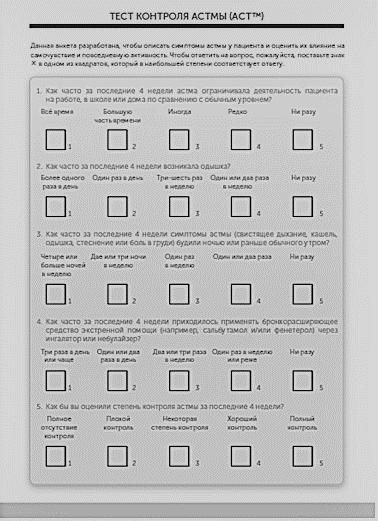 ТЕСТ КОНТРОЛЯ АСТМЫ (АСТ™)
Данная анкета разработана, чтобы описать симптомы астмы у пациента и оценить их влияние на
самочувствие и повседневную активность. Чтобы ответить на вопрос, пожалуйста, поставьте знак
X в одном из квадратов, который в наибольшей степени соответствует ответу.
1. Как часто за последние 4 недели астма ограничивала деятельность пациента
на работе, в школе или дома по сравнению с обычным уровнем?
Всё время Большую Иногда Редко Ни разу
часть времени
1 2 3 4 5
2. Как часто за последние 4 недели возникала одышка?
Более одного Один раз в день Три-шесть раз Один или два раза Ни разу
раза в день в неделю в неделю
1 2 3 4 5
3. Как часто за последние 4 недели симптомы астмы (свистящее дыхание, кашель,
одышка, стеснение или боль в груди) будили ночью или раньше обычного утром?
Четыре или Две или три ночи Один раз Один или два раза Ни разу
больше ночей в неделю в неделю
в неделю
1 2 3 4 5
4. Как часто за последние 4 недели приходилось применять бронхорасширяющее
средство экстренной помощи (например, сальбутамол и/или фенетерол) через
ингалятор или небулайзер?
Три раза в день Один или два Два или три раза Один раз в неделю Ни разу
или чаще раза в день в неделю или реже
1 2 3 4 5
5. Как бы вы оценили степень контроля астмы за последние 4 недели?
Полное Плохой Некоторая Хороший Полный
отсутствие контроль степень контроля контроль контроль
контроля
1 2 3 4 5